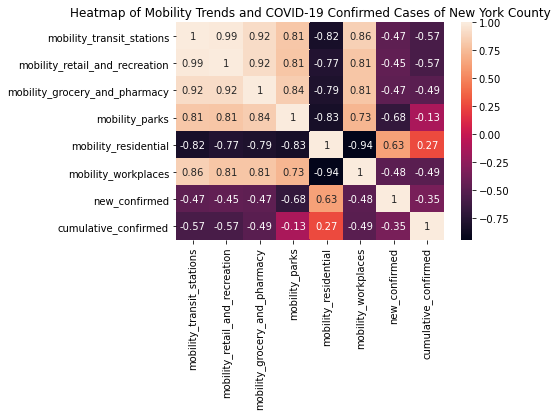 Heatmap of Mobility Trends and COVID-19 Confirmed Cases of New York County
mobility_transit_stations 1 0.99 0.92 0.81 -0.82 0.86 -0.47 -0.57
mobility_retail_and_recreation 0.99 1 0.92 0.81 -0.77 0.81 -0.45 -0.57
mobility_grocery_and_pharmacy 0.92 0.92 1 0.84 -0.79 0.81 -0.47 -0.49
mobility_parks 0.81 0.81 0.84 1 -0.83 0.73 -0.68 -0.13
mobility_residential -0.82 -0.77 -0.79 -0.83 1 -0.94 0.63 0.27
mobility_workplaces 0.86 0.81 0.81 0.73 -0.94 1 -0.48 -0.49
new_confirmed -0.47 -0.45 -0.47 -0.68 0.63 -0.48 1 -0.35
cumulative_confirmed -0.57 -0.57 -0.49 -0.13 0.27 -0.49 -0.35 1
mobility_transit_stations
mobility_retail_and_recreation
mobility_grocery_and_pharmacy
mobility_parks
mobility_residential
mobility_workplaces
new_confirmed
cumulative_confirmed
1.00
0.75
0.50
0.25
0.00
−0.25
−0.50
−0.75